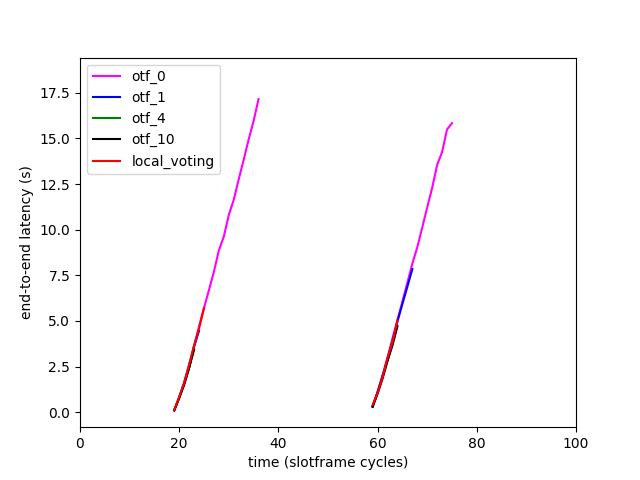 otf_0
otf_1
otf_4
otf_10
local_voting
17.5
15.0
12.5
10.0
7.5
5.0
2.5
0.0
end-to-end latency (s)
0 20 40 60 80 100
time (slotframe cycles)